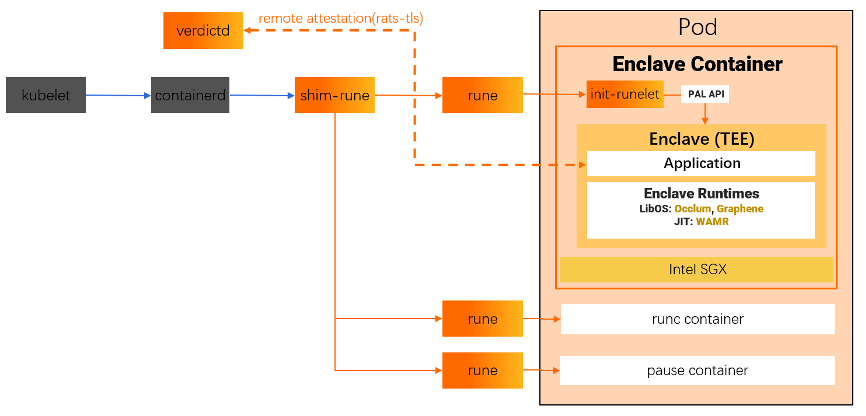 remote attestation(rats-tls)
verdictd
Pod
Enclave Container
kubelet
containerd
shim-rune
rune
init-runelet
PAL API
Enclave (TEE)
Application
Enclave Runtimes
LibOS: Occlum, Graphene
JIT: WAMR
Intel SGX
rune
runc container
rune
pause container